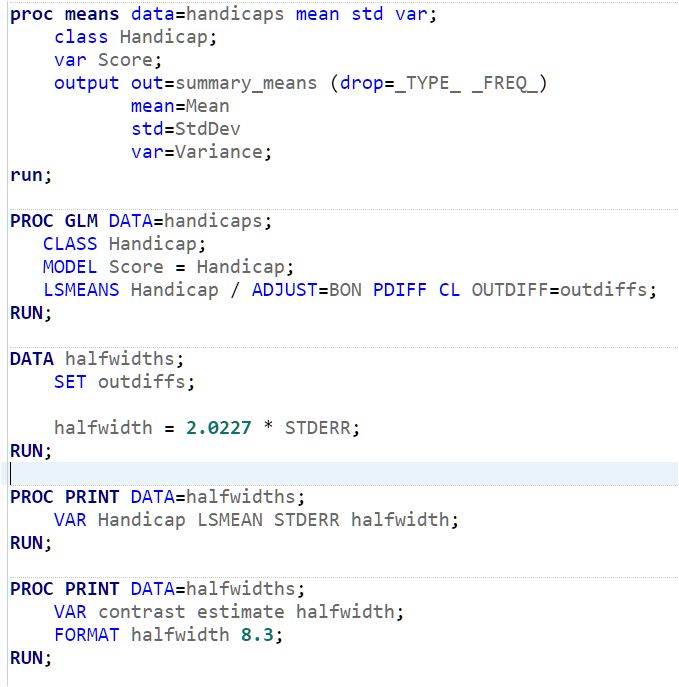 proc means data=handicaps mean std var;
    class Handicap;
    var Score;
    output out=summary_means (drop=_TYPE_ _FREQ_)
           mean=Mean
           std=StdDev
           var=Variance;
run;

PROC GLM DATA=handicaps;
   CLASS Handicap;
   MODEL Score = Handicap;
   LSMEANS Handicap / ADJUST=BON PDIFF CL OUTDIFF=outdiffs;
RUN;

DATA halfwidths;
    SET outdiffs;

    halfwidth = 2.0227 * STDERR;
RUN;

PROC PRINT DATA=halfwidths;
    VAR Handicap LSMEAN STDERR halfwidth;
RUN;

PROC PRINT DATA=halfwidths;
    VAR contrast estimate halfwidth;
    FORMAT halfwidth 8.3;
RUN;